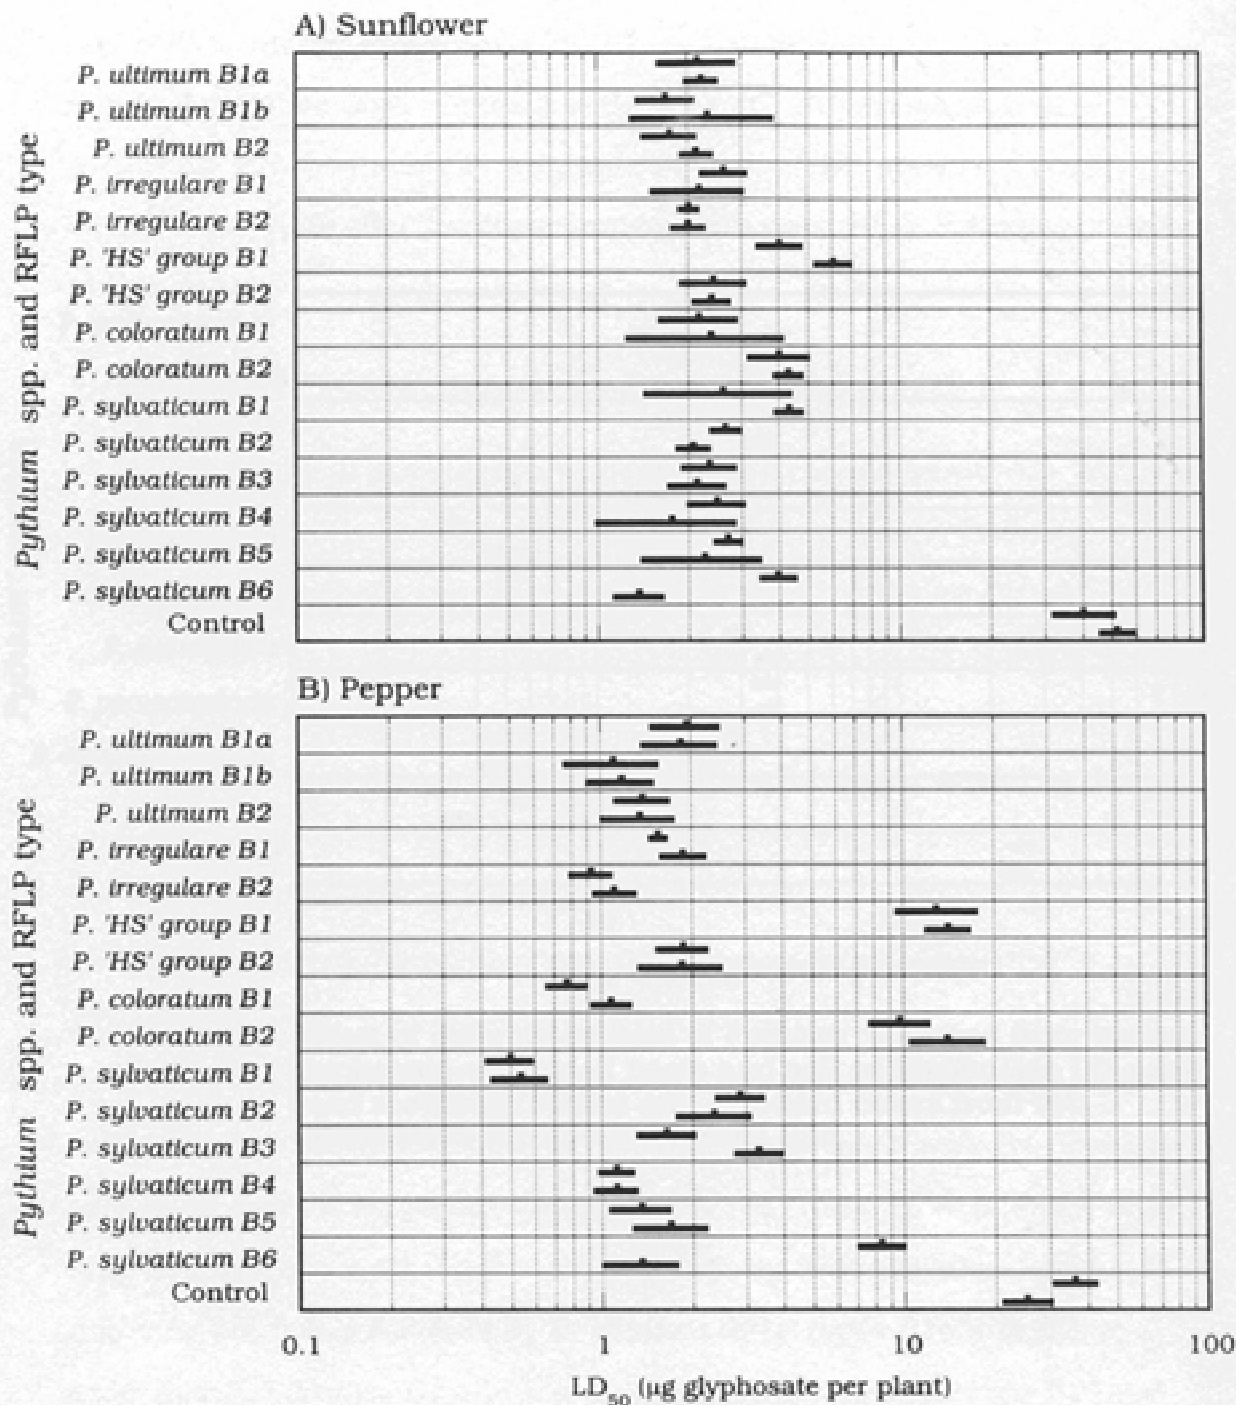 A) Sunflower
P. ultimum B1a
P. ultimum B1b
P. ultimum B2
P. irregulare B1
P. irregulare B2
P. 'HS' group B1
P. 'HS' group B2
P. coloratum B1
P. coloratum B2
P. sylvaticum B1
P. sylvaticum B2
P. sylvaticum B3
P. sylvaticum B4
P. sylvaticum B5
P. sylvaticum B6
Control
Pythium spp. and RFLP type
B) Pepper
P. ultimum B1a
P. ultimum B1b
P. ultimum B2
P. irregulare B1
P. irregulare B2
P. 'HS' group B1
P. 'HS' group B2
P. coloratum B1
P. coloratum B2
P. sylvaticum B1
P. sylvaticum B2
P. sylvaticum B3
P. sylvaticum B4
P. sylvaticum B5
P. sylvaticum B6
Control
Pythium spp. and RFLP type
0.1 1 10 100
LD50 (µg glyphosate per plant)